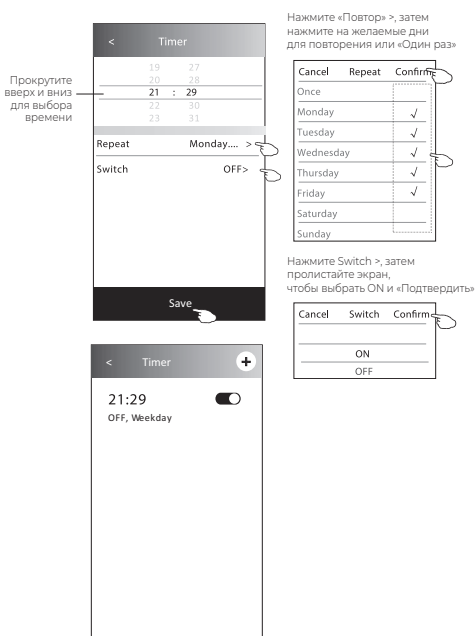 Прокрутите
вверх и вниз
для выбора
времени
< Timer
19 27
20 28
21 : 29
22 30
23 31
Repeat Monday.... >
Switch OFF>
Save
Нажмите «Повтор» >, затем
нажмите на желаемые дни
для повторения или «Один раз»
Cancel Repeat Confirm
Once
Monday √
Tuesday √
Wednesday √
Thursday √
Friday √
Saturday
Sunday
Нажмите Switch >, затем
пролистайте экран,
чтобы выбрать ON и «Подтвердить»
Cancel Switch Confirm
ON
OFF
< Timer +
21:29
OFF, Weekday